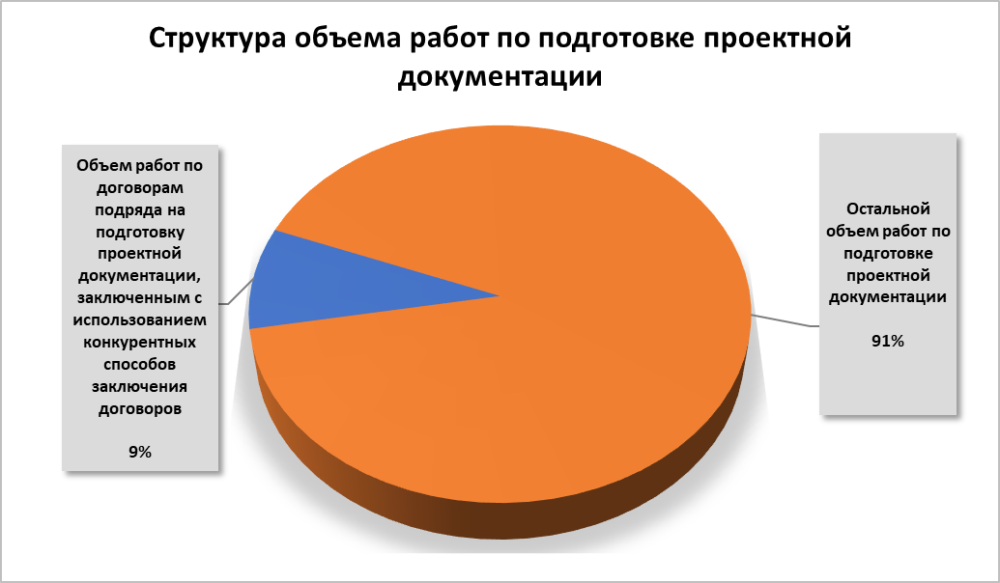 Структура объема работ по подготовке проектной
документации
Объем работ по
договорам
подряда на
подготовку
проектной
документации,
заключенным с
использованием
конкурентных
способов
заключения
договоров
9%
Остальной
объем работ по
подготовке
проектной
документации
91%